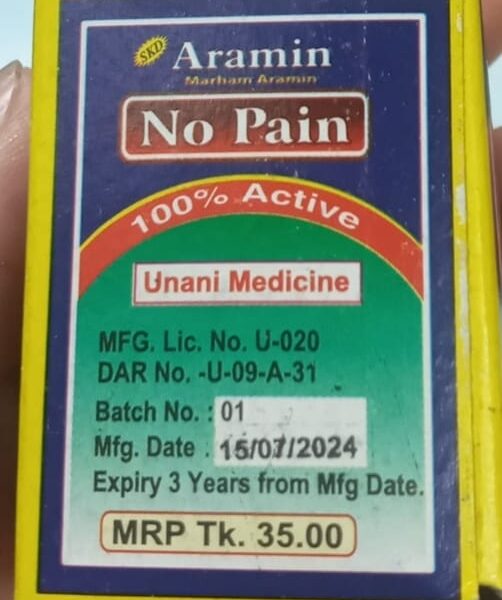 SKD
Aramin
Marham Aramin
No Pain
100% Active
Unani Medicine
MFG. Lic. No. U-020
DAR No. -U-09-A-31
Batch No. : 01
Mfg. Date . 15/07/2024
Expiry 3 Years from Mfg Date.
MRP Tk. 35.00